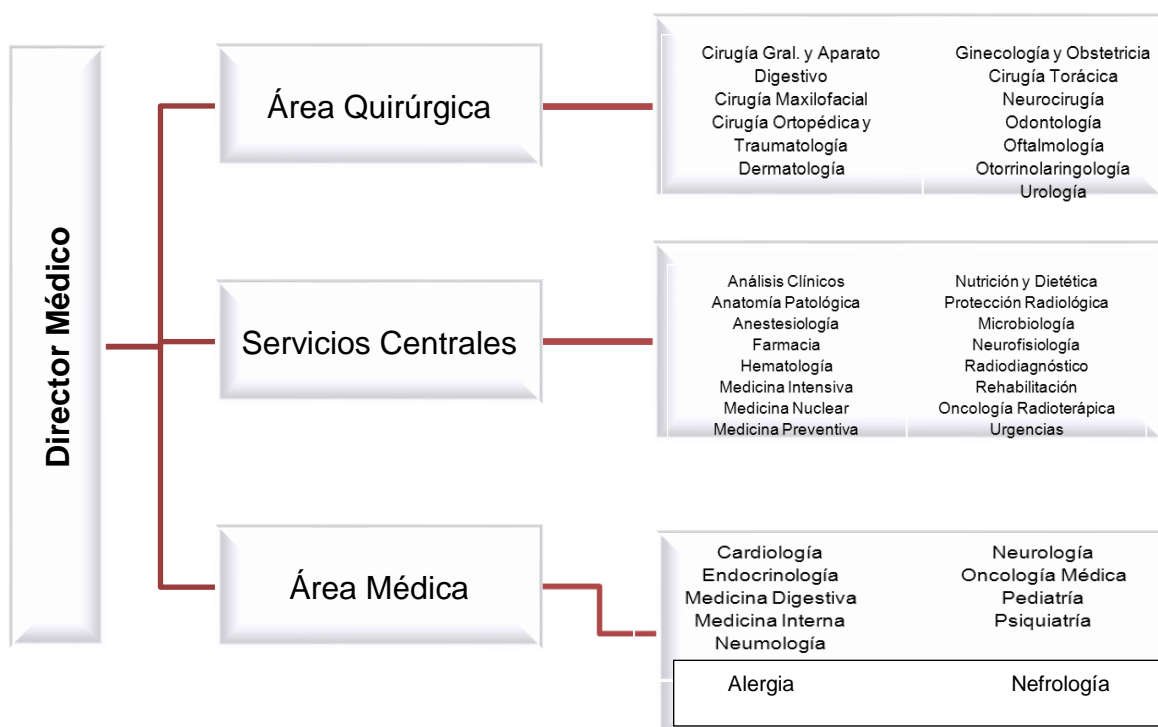 Director Médico
Área Quirúrgica
Cirugía Gral. y Aparato
Digestivo
Cirugía Maxilofacial
Cirugía Ortopédica y
Traumatología
Dermatología
Ginecología y Obstetricia
Cirugía Torácica
Neurocirugía
Odontología
Oftalmología
Otorrinolaringología
Urología
Servicios Centrales
Análisis Clínicos
Anatomía Patológica
Anestesiología
Farmacia
Hematología
Medicina Intensiva
Medicina Nuclear
Medicina Preventiva
Nutrición y Dietética
Protección Radiológica
Microbiología
Neurofisiología
Radiodiagnóstico
Rehabilitación
Oncología Radioterápica
Urgencias
Área Médica
Cardiología
Endocrinología
Medicina Digestiva
Medicina Interna
Neumología
Neurología
Oncología Médica
Pediatría
Psiquiatría
Alergia
Nefrología